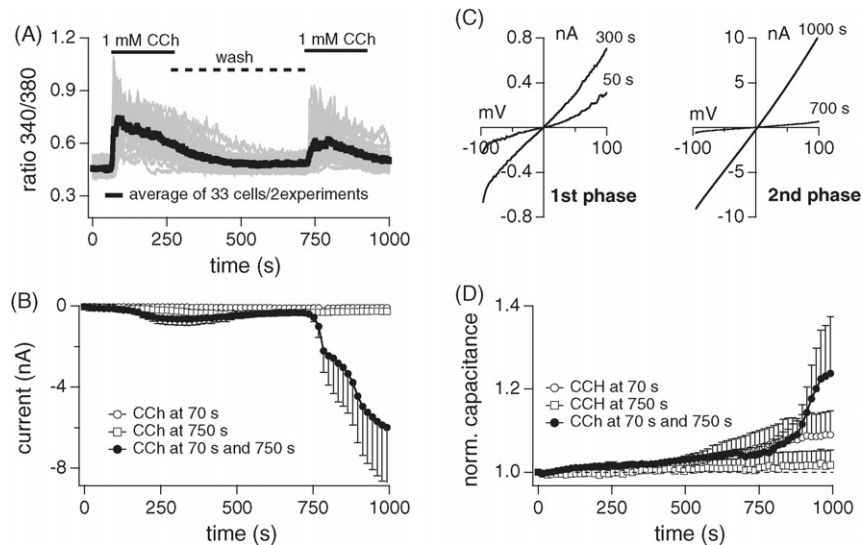 (A)
1.2
0.9
0.6
0.3
ratio 340/380
1 mM CCh
wash
1 mM CCh
average of 33 cells/2experiments
0
250
500
750
1000
time (s)
(B)
0
-4
-6
-8
current (nA)
CCh at 70 s
CCh at 750 s
CCh at 70 s and 750 s
0
250
500
750
1000
time (s)
(C)
nA
0.8
0.4
-0.4
-0.8
mV
-100
100
300 s
50 s
1st phase
nA
10
5
-5
-10
mV
-100
100
1000 s
700 s
2nd phase
(D)
1.4
1.2
1.0
norm. capacitance
CCH at 70 s
CCH at 750 s
CCh at 70 s and 750 s
0
250
500
750
1000
time (s)